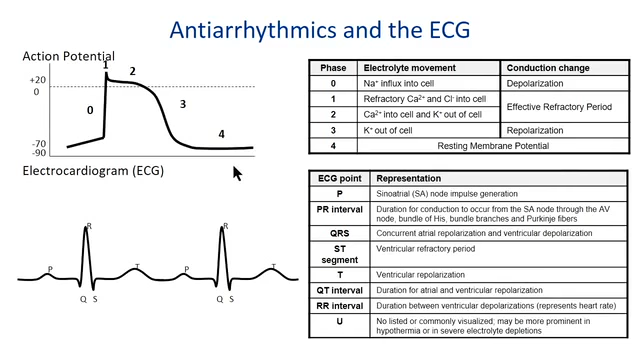 Antiarrhythmics and the ECG
Action Potential
+20
0
-70
-90
0
1
2
3
4
Electrocardiogram (ECG)
P
R
Q
S
T
P
R
Q
S
T
Phase Electrolyte movement Conduction change
0 Na⁺ influx into cell Depolarization
1 Refractory Ca²⁺ and Cl⁻ into cell Effective Refractory Period
2 Ca²⁺ into cell and K⁺ out of cell
3 K⁺ out of cell Repolarization
4 Resting Membrane Potential
ECG point Representation
P Sinoatrial (SA) node impulse generation
PR interval Duration for conduction to occur from the SA node through the AV
node, bundle of His, bundle branches and Purkinje fibers
QRS Concurrent atrial repolarization and ventricular depolarization
ST
segment Ventricular refractory period
T Ventricular repolarization
QT interval Duration for atrial and ventricular repolarization
RR interval Duration between ventricular depolarizations (represents heart rate)
U No listed or commonly visualized; may be more prominent in
hypothermia or in severe electrolyte depletions